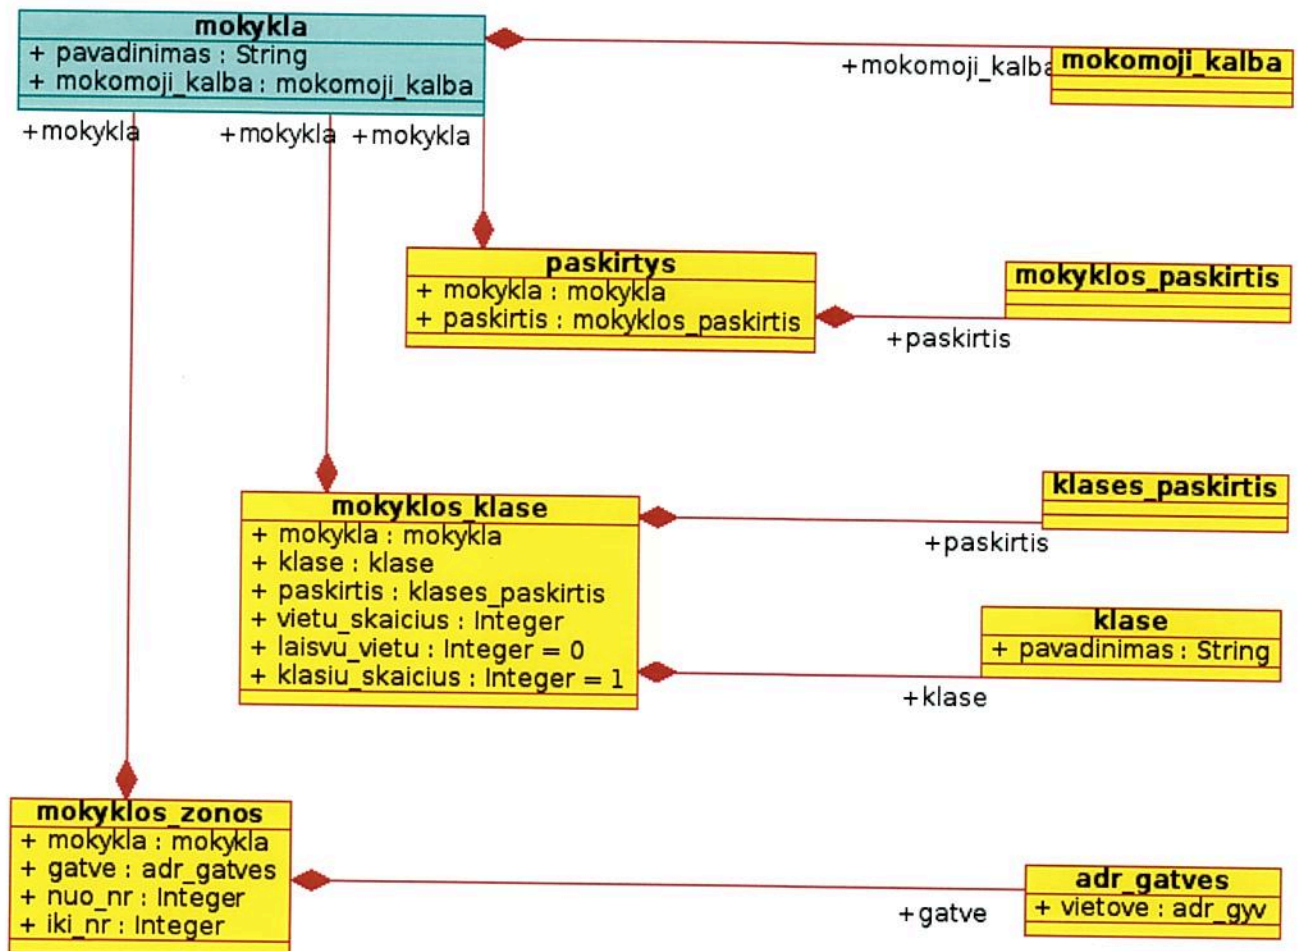 mokykla
+ pavadinimas : String
+ mokomoji_kalba : mokomoji_kalba
+mokomoji_kalba
mokomoji_kalba
+mokykla
+mokykla
+mokykla
paskirtys
+ mokykla : mokykla
+ paskirtis : mokyklos_paskirtis
mokyklos_paskirtis
+paskirtis
mokyklos_klase
+ mokykla : mokykla
+ klase : klase
+ paskirtis : klases_paskirtis
+ vietu_skaicius : Integer
+ laisvu_vietu : Integer = 0
+ klasiu_skaicius : Integer = 1
klases_paskirtis
+paskirtis
klase
+ pavadinimas : String
+klase
mokyklos_zonos
+ mokykla : mokykla
+ gatve : adr_gatves
+ nuo_nr : Integer
+ iki_nr : Integer
adr_gatves
+ vietove : adr_gyv
+gatve